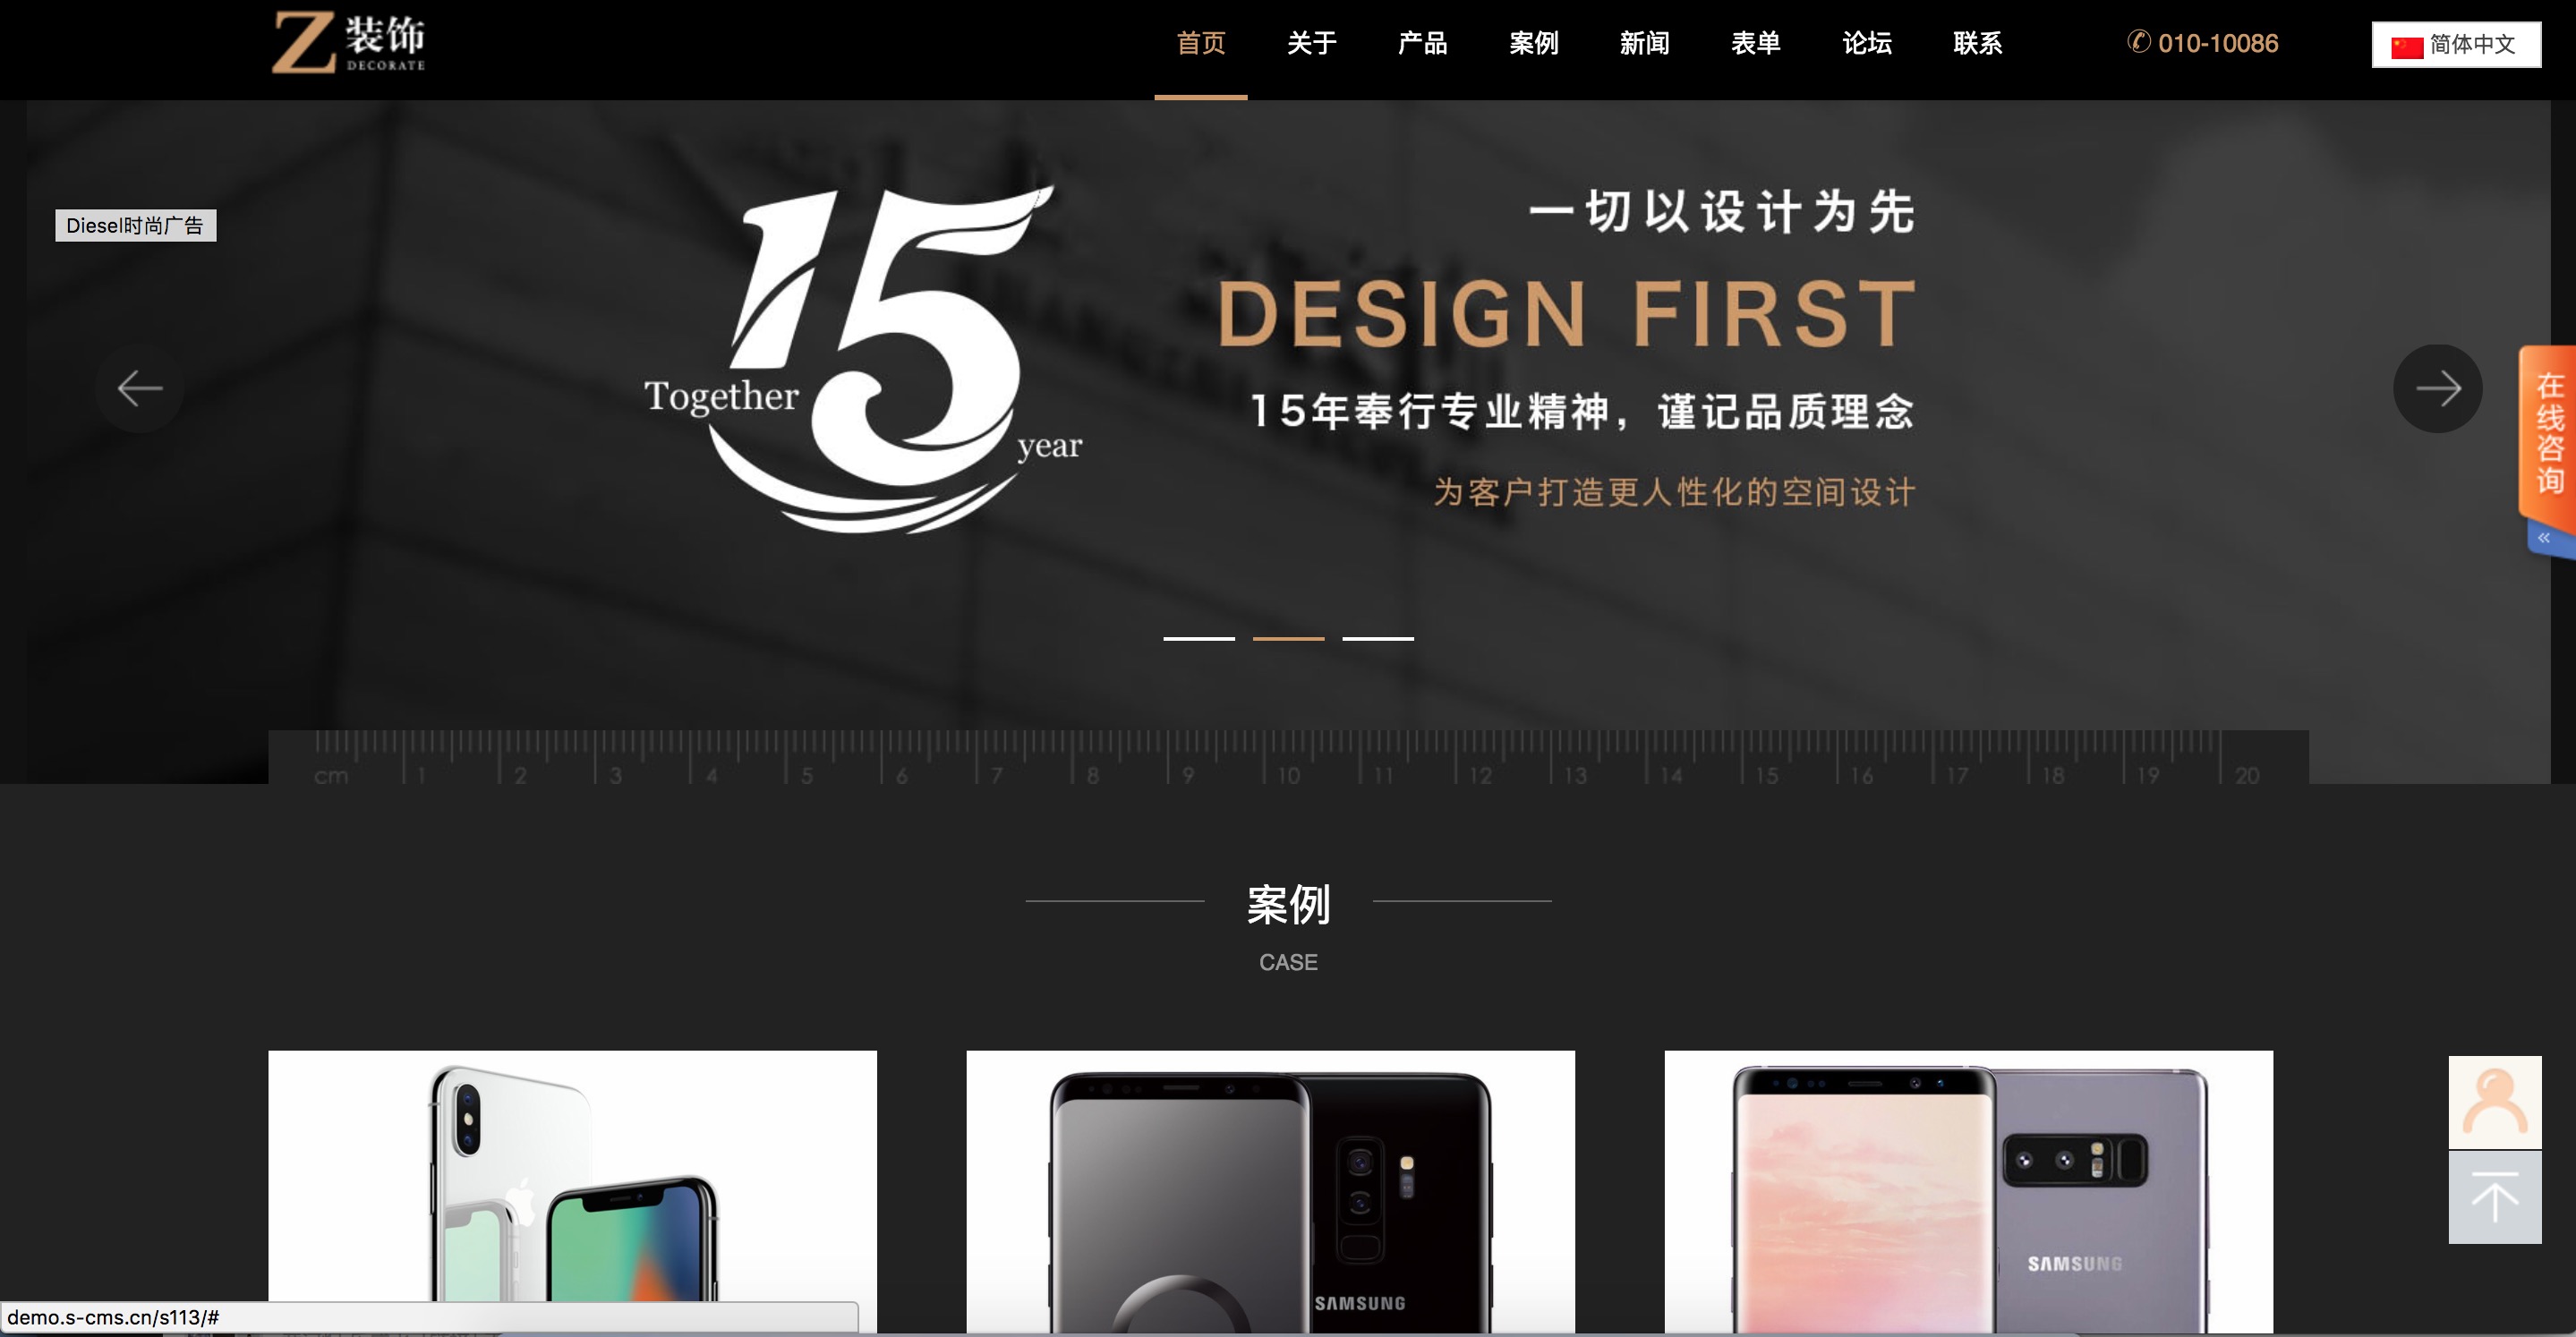 Z 装饰
DECORATE
首页 关于 产品 案例 新闻 表单 论坛 联系
✆ 010-10086
简体中文
Diesel时尚广告
15
Together
year
一切以设计为先
DESIGN FIRST
15年奉行专业精神，谨记品质理念
为客户打造更人性化的空间设计
在线咨询
«
cm 1 2 3 4 5 6 7 8 9 10 11 12 13 14 15 16 17 18 19 20
案例
CASE
SAMSUNG
SAMSUNG
demo.s-cms.cn/s113/#